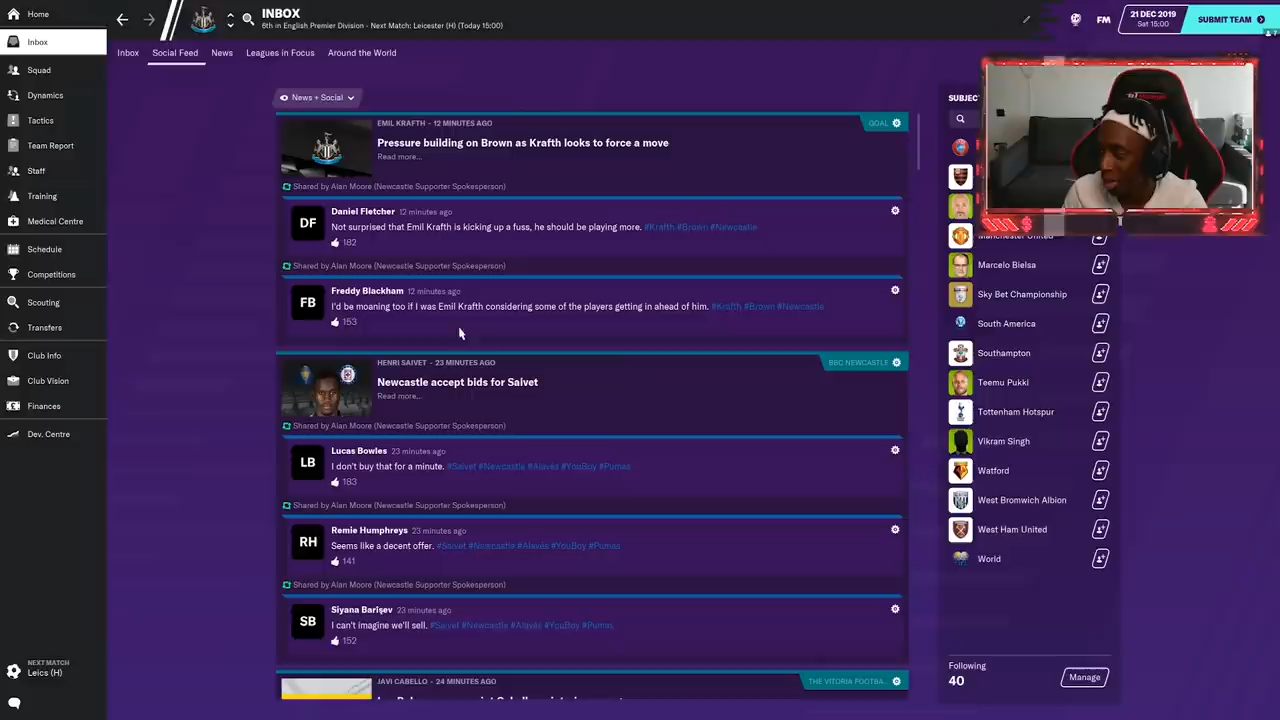 Home
INBOX
6th in English Premier Division - Next Match: Leicester (H) (Today 15:00)
FM
21 DEC 2019
Sat 15:00
SUBMIT TEAM
7
Inbox
Squad
Dynamics
Tactics
Team Report
Staff
Training
Medical Centre
Schedule
Competitions
Scouting
Transfers
Club Info
Club Vision
Finances
Dev. Centre
NEXT MATCH
Leics (H)
Inbox
Social Feed
News
Leagues in Focus
Around the World
News + Social
EMIL KRAFTH - 12 MINUTES AGO
GOAL
Pressure building on Brown as Krafth looks to force a move
Read more...
Shared by Alan Moore (Newcastle Supporter Spokesperson)
DF
Daniel Fletcher 12 minutes ago
Not surprised that Emil Krafth is kicking up a fuss, he should be playing more. #Krafth #Brown #Newcastle
182
Shared by Alan Moore (Newcastle Supporter Spokesperson)
FB
Freddy Blackham 12 minutes ago
I'd be moaning too if I was Emil Krafth considering some of the players getting in ahead of him. #Krafth #Brown #Newcastle
153
HENRI SAIVET - 23 MINUTES AGO
BBC NEWCASTLE
Newcastle accept bids for Saivet
Read more...
Shared by Alan Moore (Newcastle Supporter Spokesperson)
LB
Lucas Bowles 23 minutes ago
I don't buy that for a minute. #Saivet #Newcastle #Alavés #YouBoy #Pumas
183
Shared by Alan Moore (Newcastle Supporter Spokesperson)
RH
Remie Humphreys 23 minutes ago
Seems like a decent offer. #Saivet #Newcastle #Alavés #YouBoy #Pumas
141
Shared by Alan Moore (Newcastle Supporter Spokesperson)
SB
Siyana Barişev 23 minutes ago
I can't imagine we'll sell. #Saivet #Newcastle #Alavés #YouBoy #Pumas
152
JAVI CABELLO - 24 MINUTES AGO
THE VITORIA FOOTBA...
SUBJEC
Manchester United
Marcelo Bielsa
Sky Bet Championship
South America
Southampton
Teemu Pukki
Tottenham Hotspur
Vikram Singh
Watford
West Bromwich Albion
West Ham United
World
Following
40
Manage